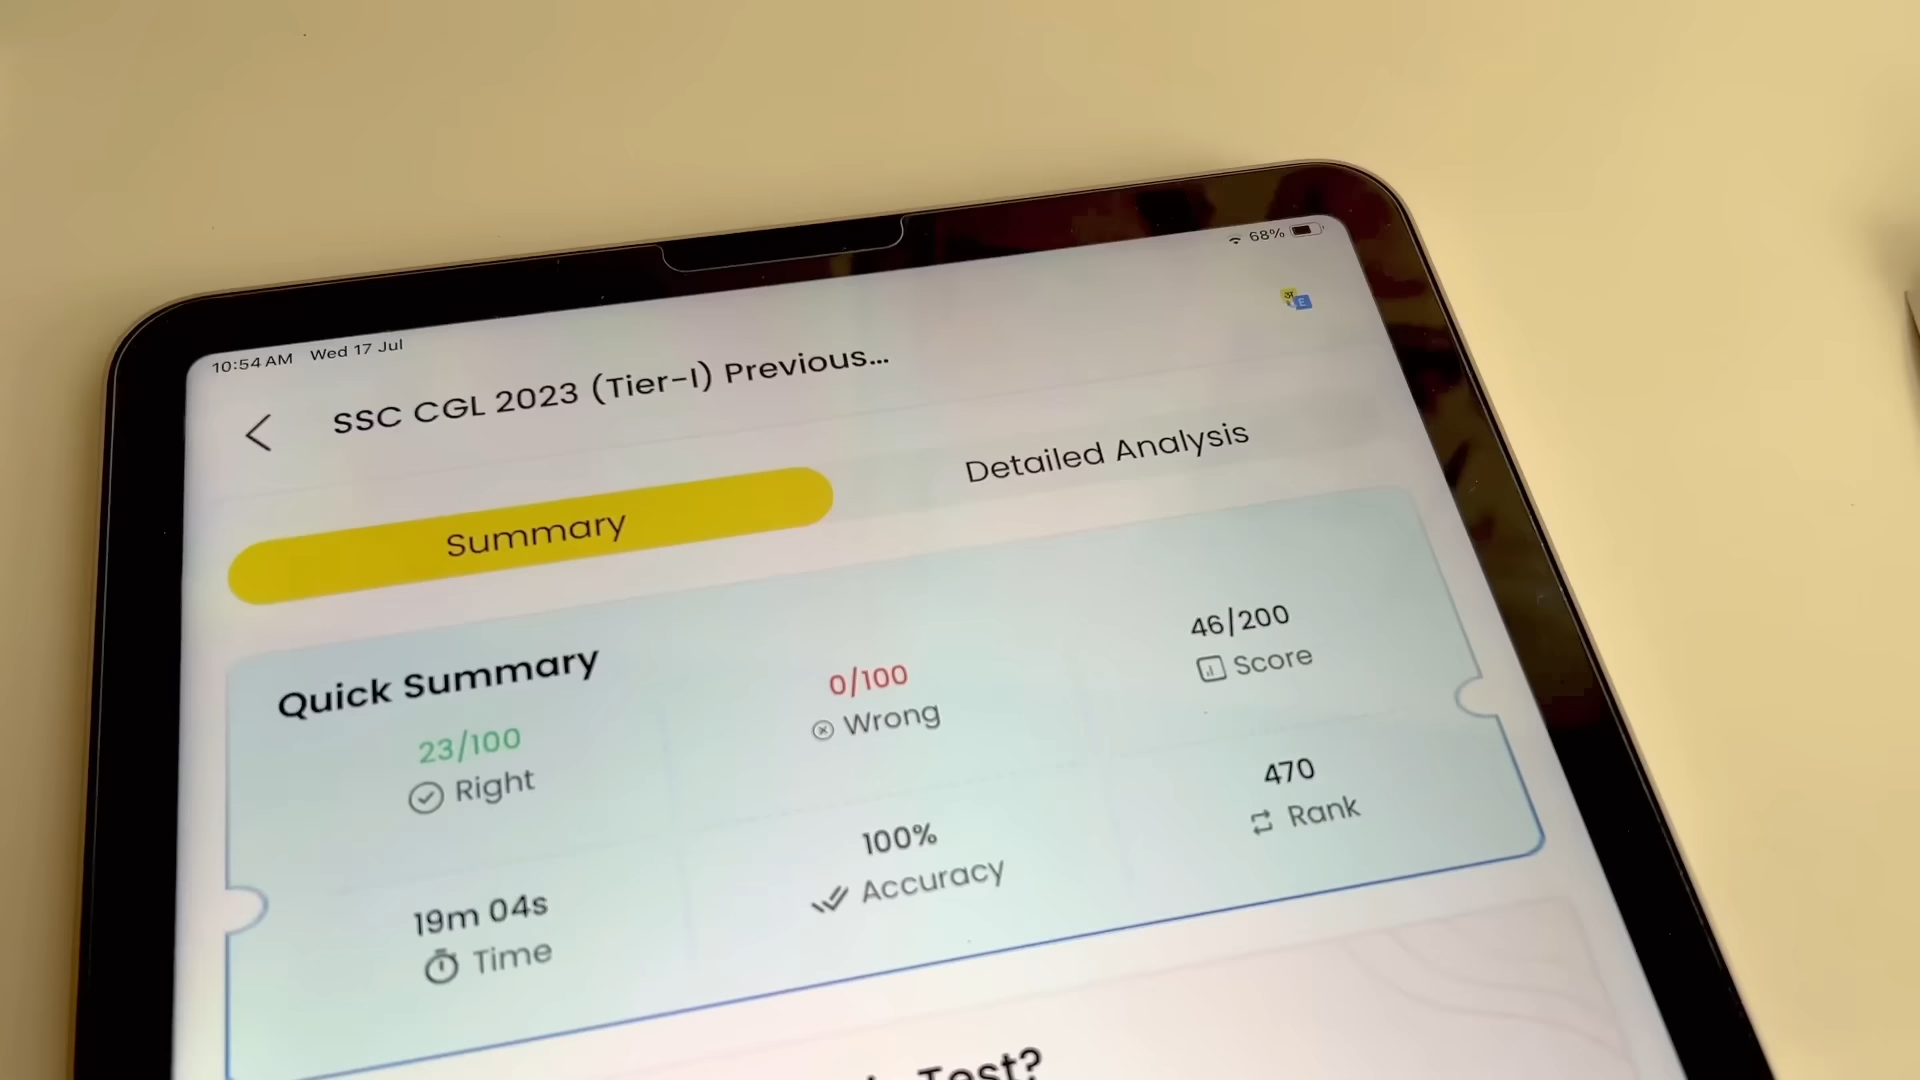 10:54 AM Wed 17 Jul
68%
SSC CGL 2023 (Tier-I) Previous...
अ E
Summary
Detailed Analysis
Quick Summary
23/100
Right
0/100
Wrong
46/200
Score
19m 04s
Time
100%
Accuracy
470
Rank
Test?